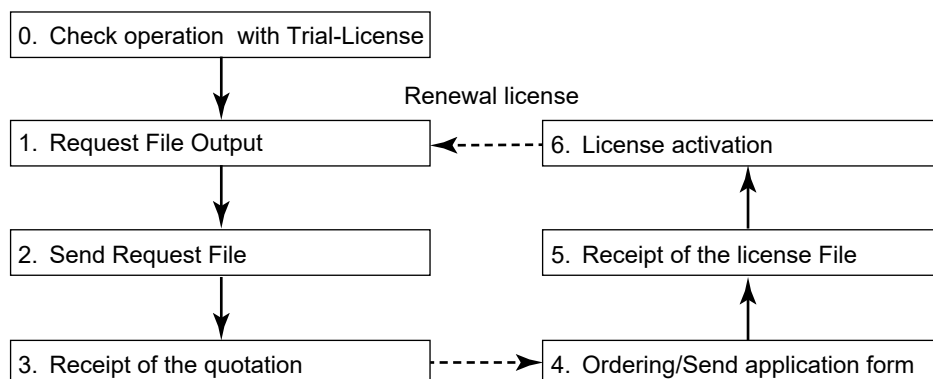 0. Check operation with Trial-License
Renewal license
1. Request File Output
6. License activation
2. Send Request File
5. Receipt of the license File
3. Receipt of the quotation
4. Ordering/Send application form